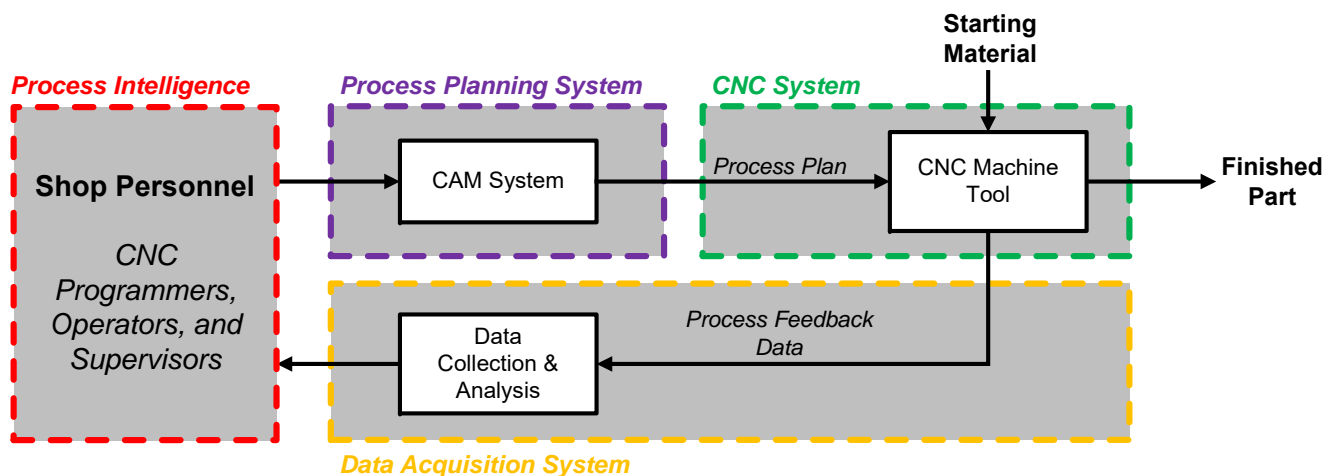 Starting
Material
Process Intelligence
Process Planning System
CNC System
Shop Personnel
CNC
Programmers,
Operators, and
Supervisors
CAM System
Process Plan
CNC Machine
Tool
Finished
Part
Data
Collection &
Analysis
Process Feedback
Data
Data Acquisition System